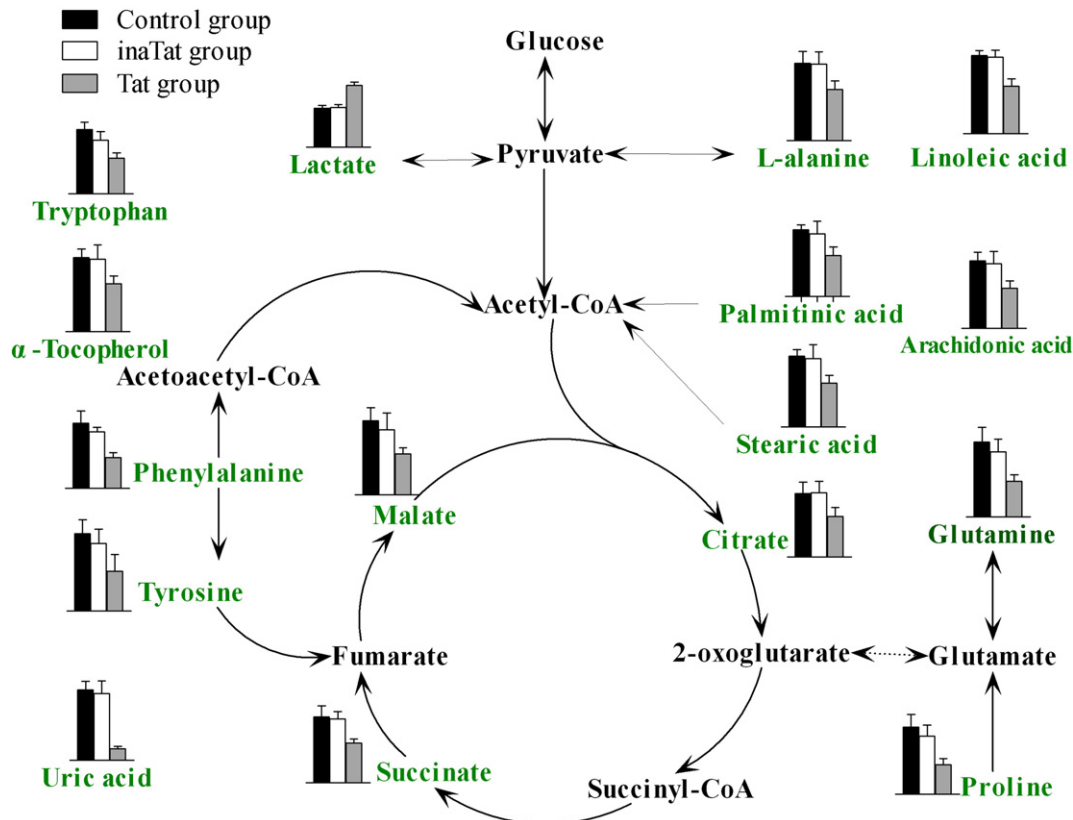 Control group
inaTat group
Tat group
Glucose
Lactate
Pyruvate
L-alanine
Linoleic acid
Tryptophan
Acetyl-CoA
Palmitinic acid
Arachidonic acid
α -Tocopherol
Acetoacetyl-CoA
Stearic acid
Phenylalanine
Malate
Citrate
Glutamine
Tyrosine
Fumarate
2-oxoglutarate
Glutamate
Uric acid
Succinate
Succinyl-CoA
Proline